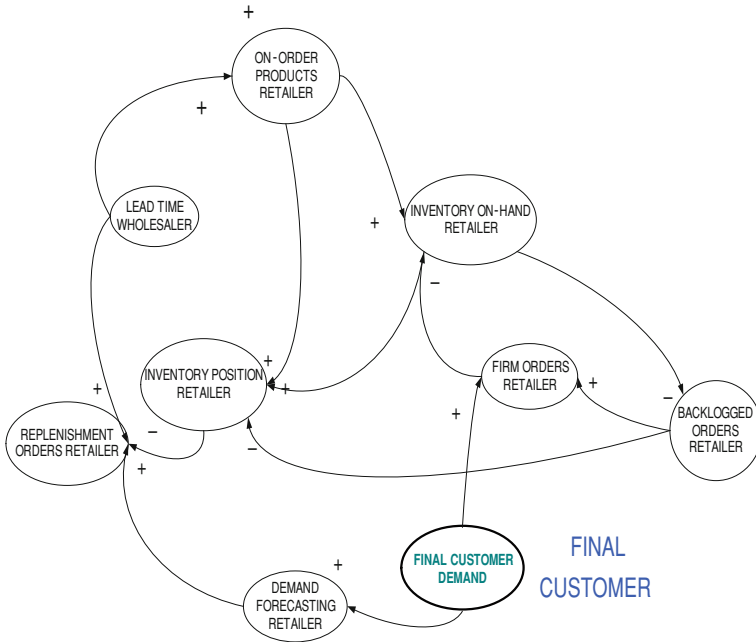 +
ON-ORDER
PRODUCTS
RETAILER
+
LEAD TIME
WHOLESALER
INVENTORY ON-HAND
RETAILER
+
−
INVENTORY POSITION
RETAILER
+
+
FIRM ORDERS
RETAILER
+
−
+
BACKLOGGED
ORDERS
RETAILER
+
REPLENISHMENT
ORDERS RETAILER
−
+
−
FINAL CUSTOMER
DEMAND
FINAL
CUSTOMER
+
DEMAND
FORECASTING
RETAILER